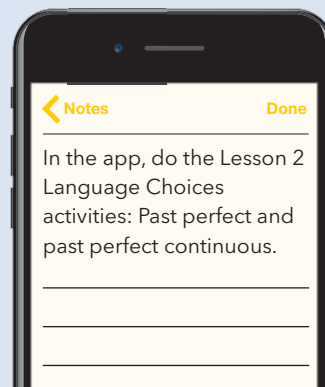 Notes Done
In the app, do the Lesson 2
Language Choices
activities: Past perfect and
past perfect continuous.